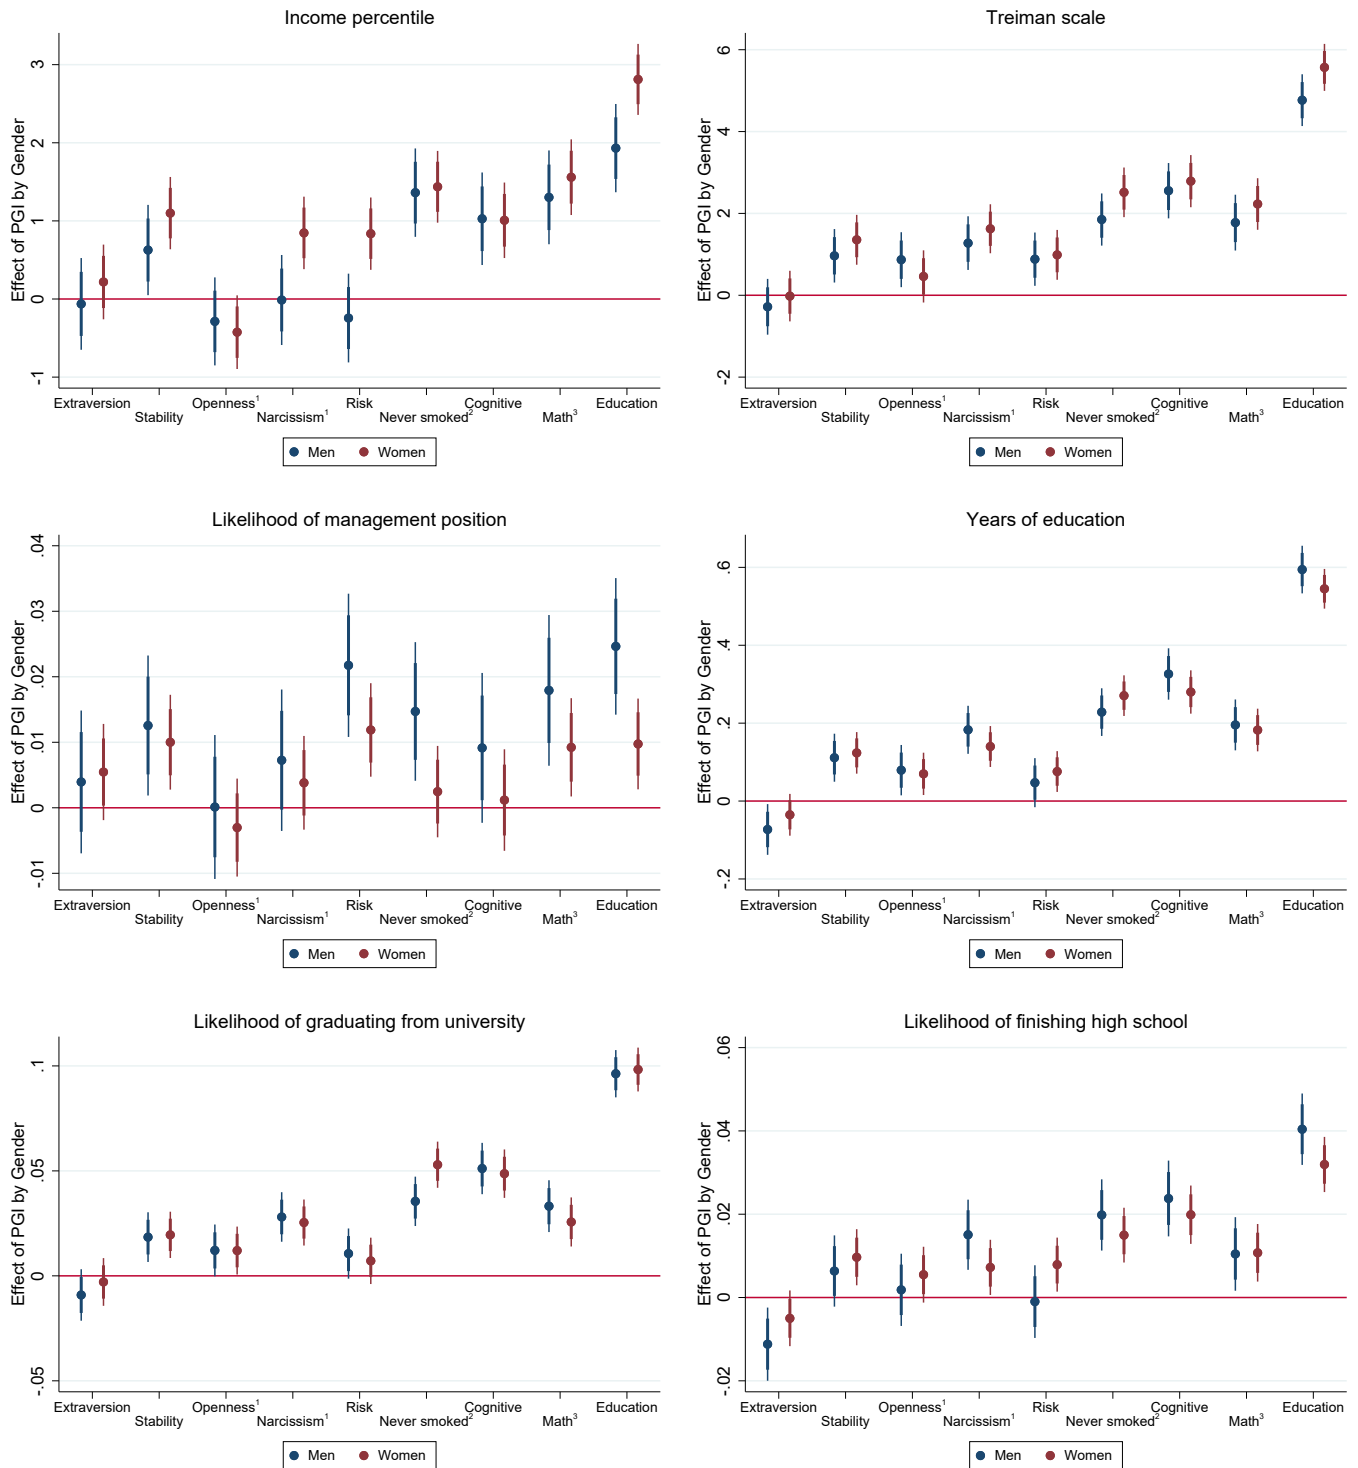 Income percentile
Effect of PGI by Gender
3
2
1
0
-1
Extraversion Stability Openness¹ Narcissism¹ Risk Never smoked² Cognitive Math³ Education
Men Women
Treiman scale
Effect of PGI by Gender
6
4
2
0
-2
Extraversion Stability Openness¹ Narcissism¹ Risk Never smoked² Cognitive Math³ Education
Men Women
Likelihood of management position
Effect of PGI by Gender
.04
.03
.02
.01
0
-.01
Extraversion Stability Openness¹ Narcissism¹ Risk Never smoked² Cognitive Math³ Education
Men Women
Years of education
Effect of PGI by Gender
.6
.4
.2
0
-.2
Extraversion Stability Openness¹ Narcissism¹ Risk Never smoked² Cognitive Math³ Education
Men Women
Likelihood of graduating from university
Effect of PGI by Gender
.1
.05
0
-.05
Extraversion Stability Openness¹ Narcissism¹ Risk Never smoked² Cognitive Math³ Education
Men Women
Likelihood of finishing high school
Effect of PGI by Gender
.06
.04
.02
0
-.02
Extraversion Stability Openness¹ Narcissism¹ Risk Never smoked² Cognitive Math³ Education
Men Women